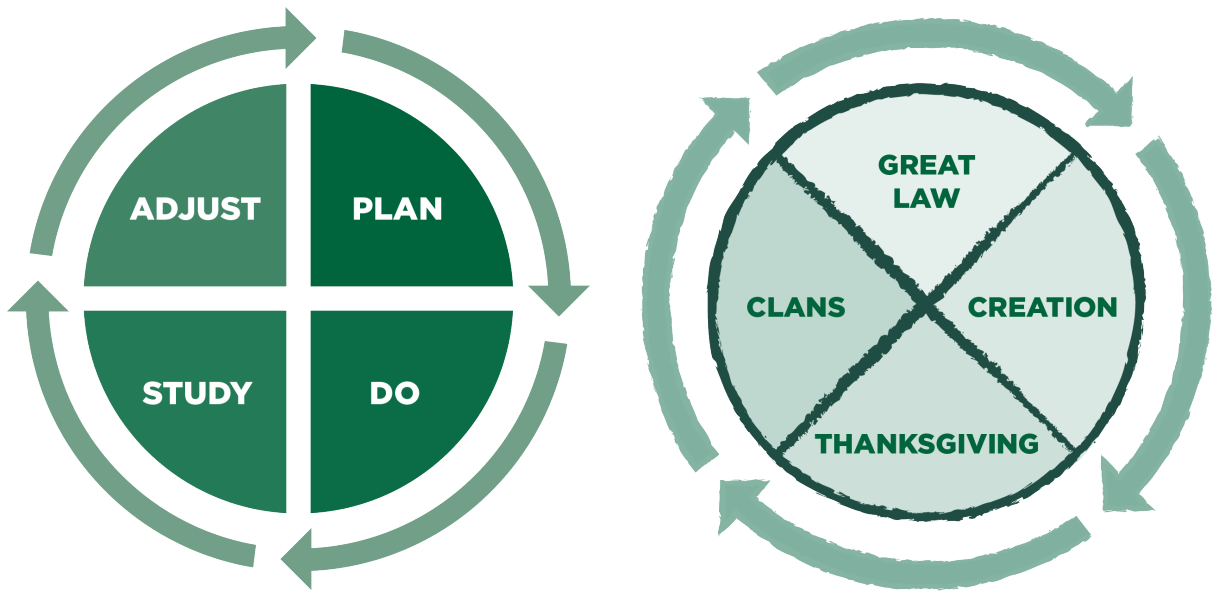 ADJUST
PLAN
STUDY
DO
GREAT
LAW
CLANS
CREATION
THANKSGIVING